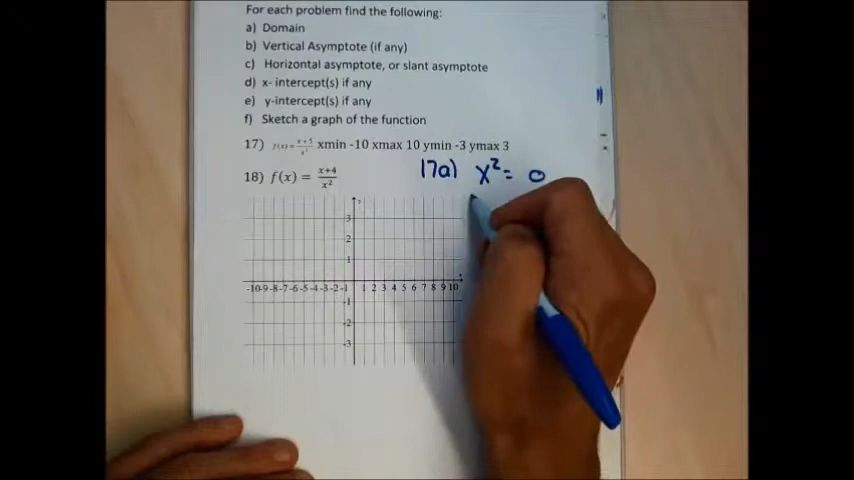 For each problem find the following:
a) Domain
b) Vertical Asymptote (if any)
c) Horizontal asymptote, or slant asymptote
d) x- intercept(s) if any
e) y-intercept(s) if any
f) Sketch a graph of the function
17) f(x) = x+5/x² xmin -10 xmax 10 ymin -3 ymax 3
17a) x² = 0
18) f(x) = x+4/x²
3
2
1
-10-9-8-7-6-5-4-3-2-1 1 2 3 4 5 6 7 8 9 10
-1
-2
-3